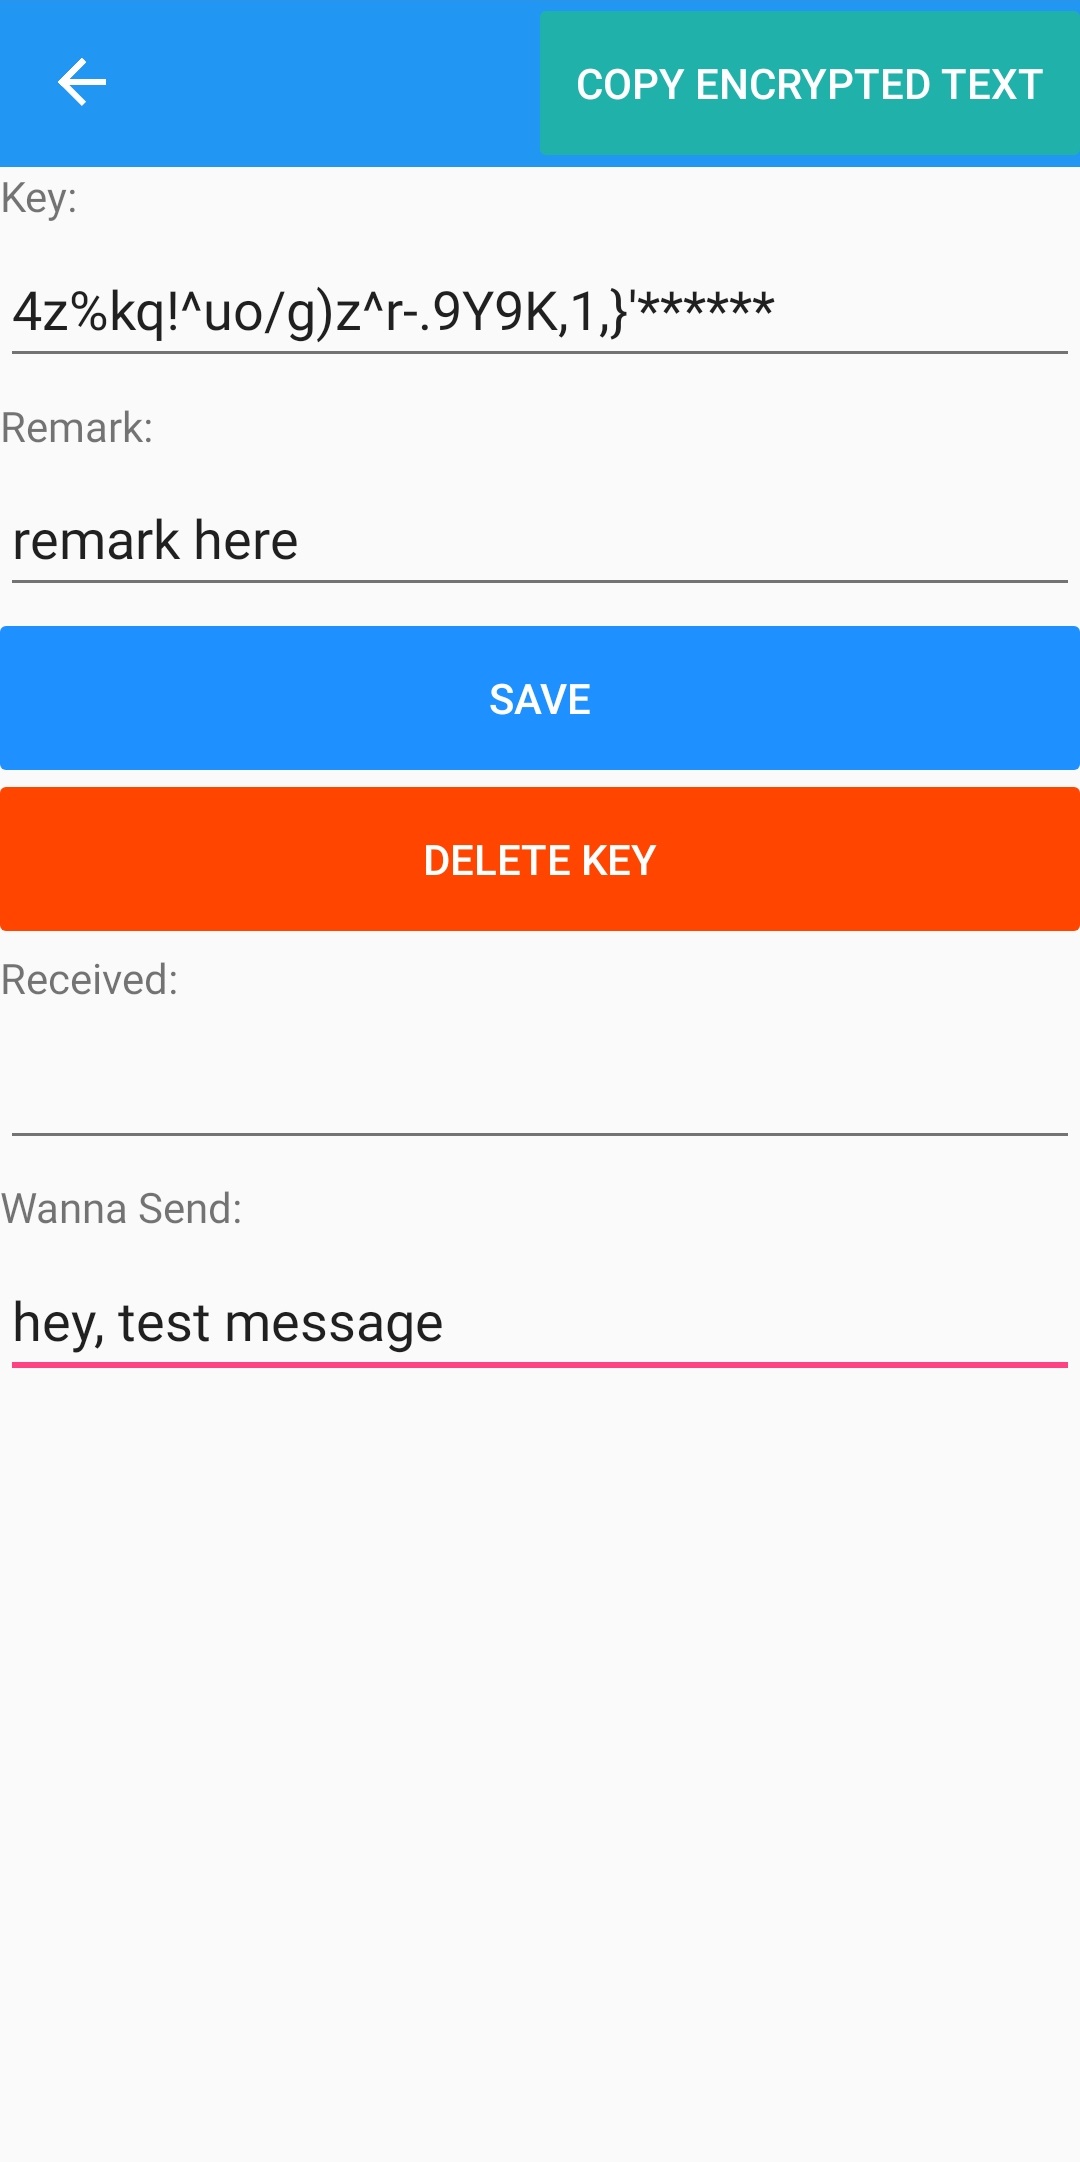 COPY ENCRYPTED TEXT
Key:
4z%kq!^uo/g)z^r-.9Y9K,1,}'******
Remark:
remark here
SAVE
DELETE KEY
Received:
Wanna Send:
hey, test message